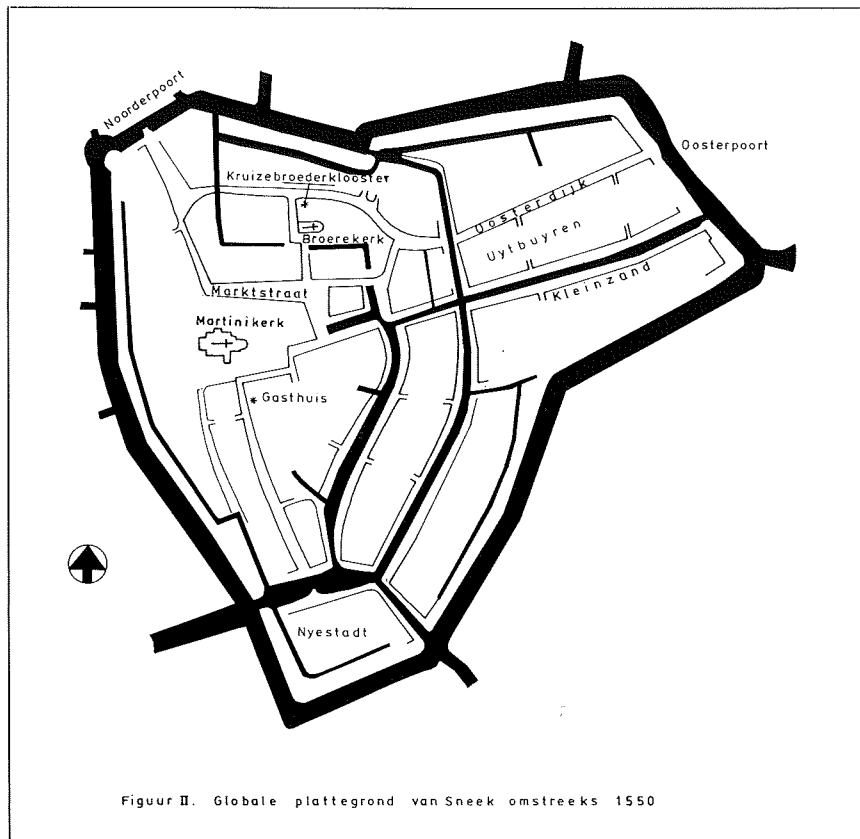 Noorderpoort
Oosterpoort
Kruizebroederklooster
Broerekerk
Oosterdijk
Uytbuyren
Kleinzand
Marktstraat
Martinikerk
Gasthuis
Nyestadt
Figuur II. Globale plattegrond van Sneek omstreeks 1550